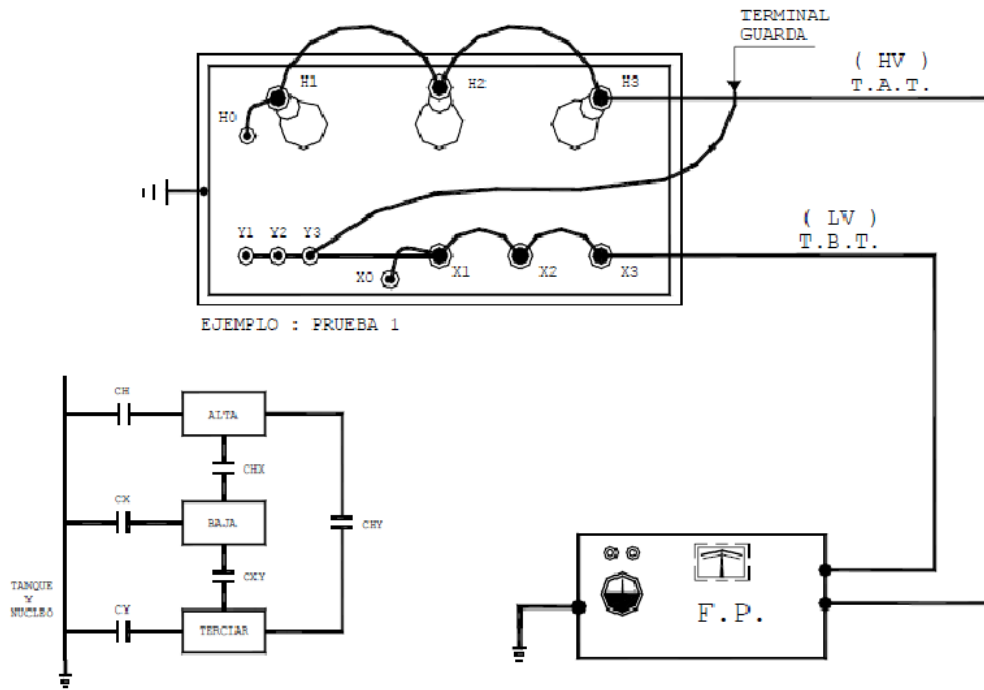 TERMINAL
GUARDA
( HV )
T.A.T.
H1
H2
H3
H0
( LV )
T.B.T.
Y1
Y2
Y3
X0
X1
X2
X3
EJEMPLO : PRUEBA 1
CH
ALTA
CHX
CX
BAJA
CHY
CXY
TANQUE
Y
NUCLEO
CY
TERCIAR
F.P.